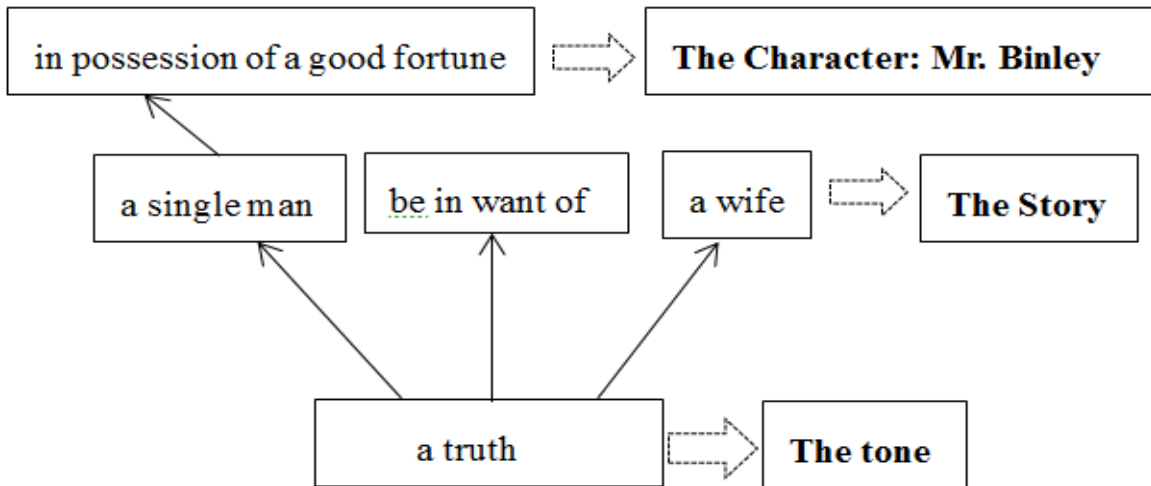 in possession of a good fortune
The Character: Mr. Binley
a single man
be in want of
a wife
The Story
a truth
The tone